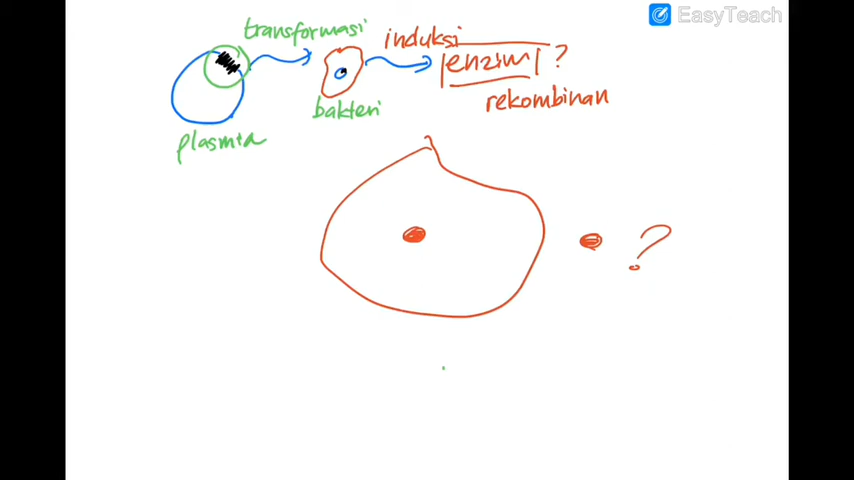 EasyTeach
transformasi
induksi
enzim ?
rekombinan
bakteri
plasmid
?